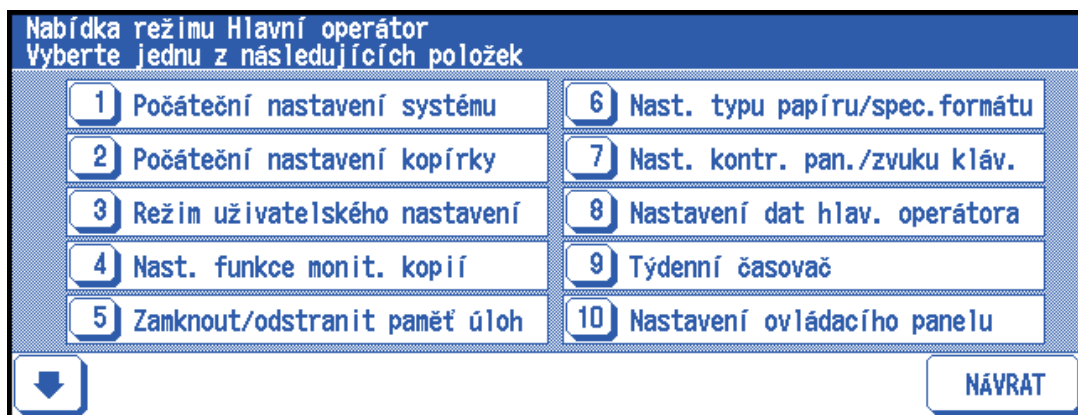 Nabídka režimu Hlavní operátor
Vyberte jednu z následujících položek
1 Počáteční nastavení systému
2 Počáteční nastavení kopírky
3 Režim uživatelského nastavení
4 Nast. funkce monit. kopií
5 Zamknout/odstranit paměť úloh
6 Nast. typu papíru/spec.formátu
7 Nast. kontr. pan./zvuku kláv.
8 Nastavení dat hlav. operátora
9 Týdenní časovač
10 Nastavení ovládacího panelu
NÁVRAT